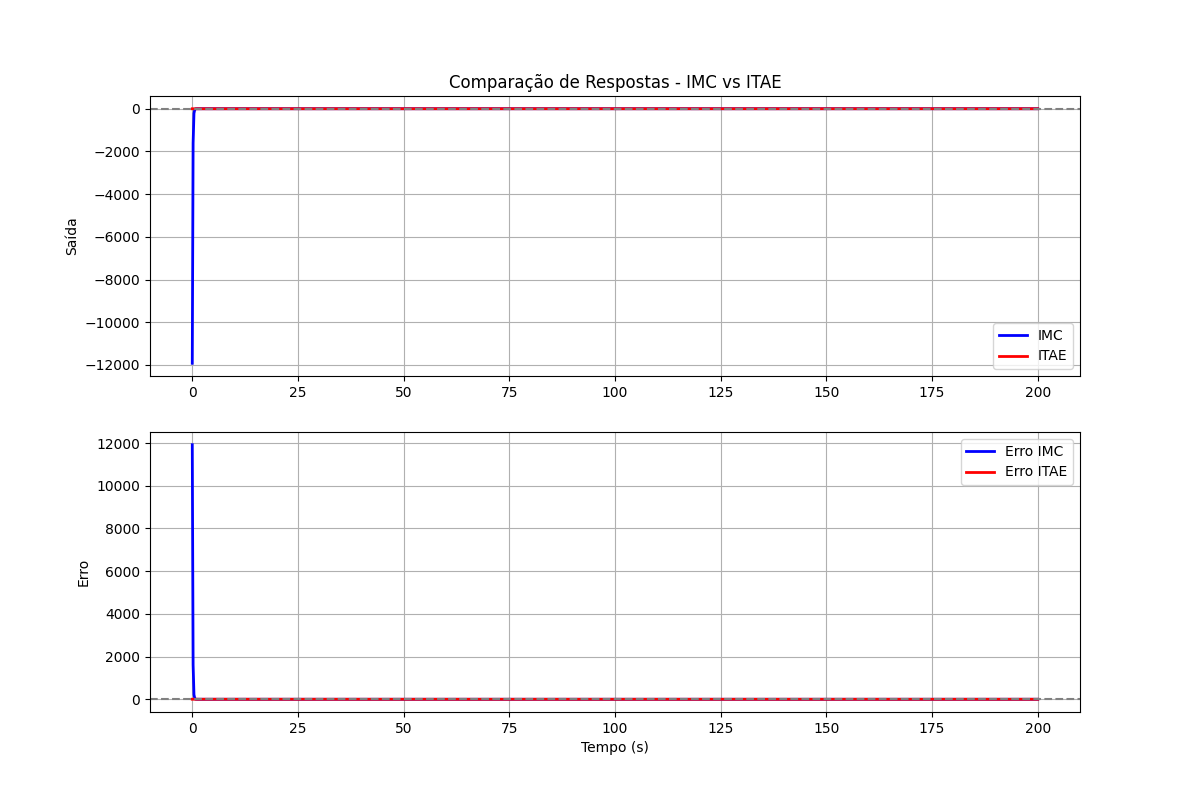 Comparação de Respostas - IMC vs ITAE
0
−2000
−4000
−6000
−8000
−10000
−12000
Saída
IMC
ITAE
0 25 50 75 100 125 150 175 200
12000
10000
8000
6000
4000
2000
0
Erro
Erro IMC
Erro ITAE
0 25 50 75 100 125 150 175 200
Tempo (s)